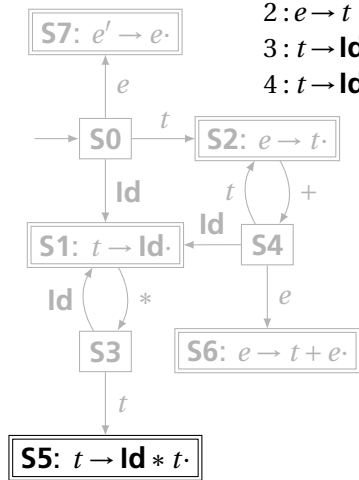 2 : e → t
S7: e′ → e·
3 : t → Id
4 : t → Id
e
S0
t
S2: e → t·
Id
t
+
S1: t → Id·
Id
S4
Id
*
e
S3
S6: e → t + e·
t
S5: t → Id * t·